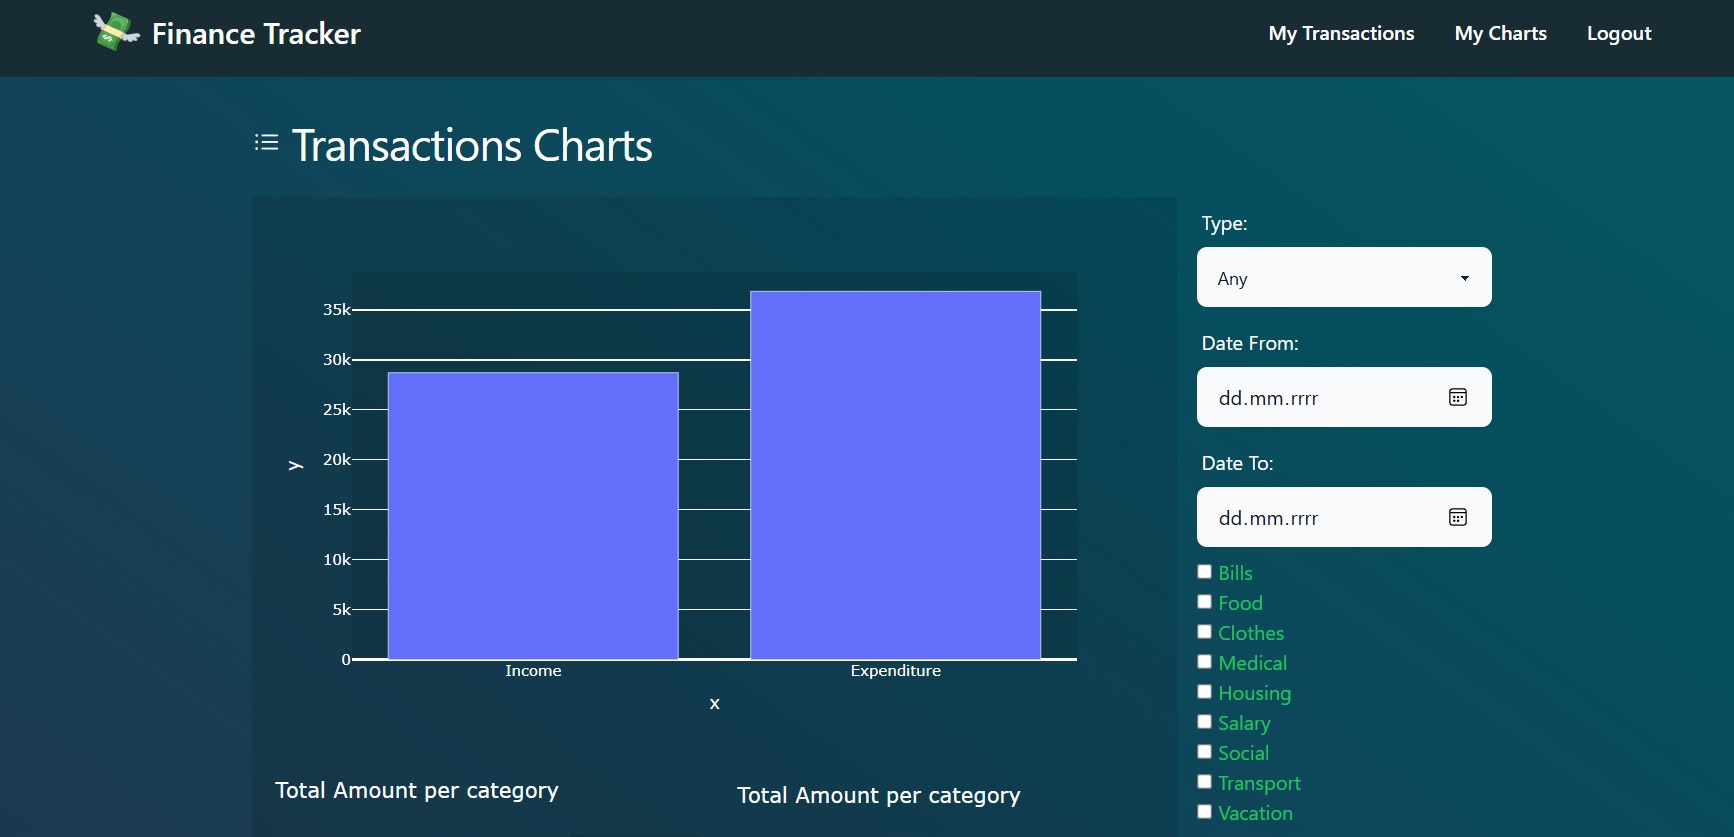 Finance Tracker
My Transactions
My Charts
Logout
Transactions Charts
35k
30k
25k
20k
15k
10k
5k
0
y
Income
Expenditure
x
Total Amount per category
Total Amount per category
Type:
Any
Date From:
dd.mm.rrrr
Date To:
dd.mm.rrrr
Bills
Food
Clothes
Medical
Housing
Salary
Social
Transport
Vacation